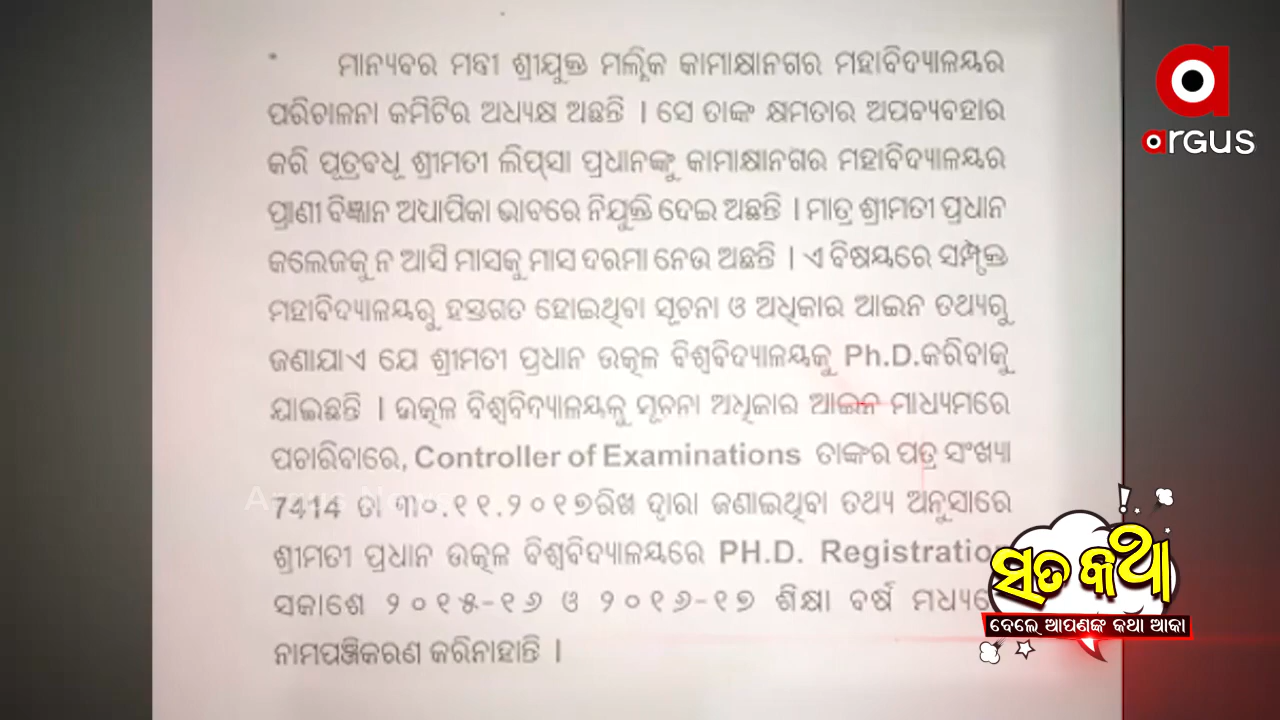 ମାନ୍ୟବର ମନ୍ତ୍ରୀ ଶ୍ରୀଯୁକ୍ତ ମଲ୍ଲିକ କାମାକ୍ଷାନଗର ମହାବିଦ୍ୟାଳୟର
ପରିଚାଳନା କମିଟିର ଅଧ୍ୟକ୍ଷ ଅଛନ୍ତି । ସେ ତାଙ୍କ କ୍ଷମତାର ଅପବ୍ୟବହାର
କରି ପୂତ୍ରବଧୂ ଶ୍ରୀମତୀ ଲିପ୍‌ସା ପ୍ରଧାନଙ୍କୁ କାମାକ୍ଷାନଗର ମହାବିଦ୍ୟାଳୟର
ପ୍ରାଣୀ ବିଜ୍ଞାନ ଅଧ୍ୟାପିକା ଭାବରେ ନିଯୁକ୍ତି ଦେଇ ଅଛନ୍ତି । ମାତ୍ର ଶ୍ରୀମତୀ ପ୍ରଧାନ
କଲେଜକୁ ନ ଆସି ମାସକୁ ମାସ ଦରମା ନେଉ ଅଛନ୍ତି । ଏ ବିଷୟରେ ସମ୍ପୃକ୍ତ
ମହାବିଦ୍ୟାଳୟରୁ ହସ୍ତଗତ ହୋଇଥିବା ସୂଚନା ଓ ଅଧିକାର ଆଇନ ତଥ୍ୟରୁ
ଜଣାଯାଏ ଯେ ଶ୍ରୀମତୀ ପ୍ରଧାନ ଉତ୍କଳ ବିଶ୍ୱବିଦ୍ୟାଳୟକୁ Ph.D.କରିବାକୁ
ଯାଇଛନ୍ତି । ଉତ୍କଳ ବିଶ୍ୱବିଦ୍ୟାଳୟକୁ ସୂଚନା ଅଧିକାର ଆଇନ ମାଧ୍ୟମରେ
ପଚାରିବାରେ, Controller of Examinations ତାଙ୍କର ପତ୍ର ସଂଖ୍ୟା
7414 ତା ୩୦.୧୧.୨୦୧୭ରିଖ ଦ୍ୱାରା ଜଣାଇଥିବା ତଥ୍ୟ ଅନୁସାରେ
ଶ୍ରୀମତୀ ପ୍ରଧାନ ଉତ୍କଳ ବିଶ୍ୱବିଦ୍ୟାଳୟରେ PH.D. Registration
ସକାଶେ ୨୦୧୫-୧୬ ଓ ୨୦୧୬-୧୭ ଶିକ୍ଷା ବର୍ଷ ମଧ୍ୟରେ
ନାମପଞ୍ଜିକରଣ କରିନାହାନ୍ତି ।
argus
Argus News
ସତ କଥା
ବେଲେ ଆପଣଙ୍କ କଥା ଆକା